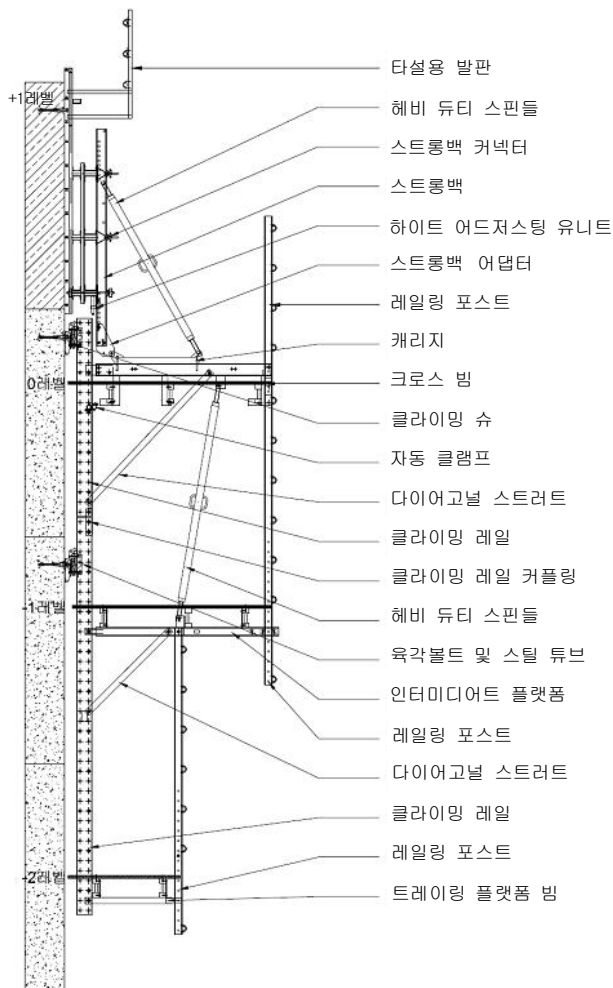 타설용 발판
+1레벨
헤비 듀티 스핀들
스트롱백 커넥터
스트롱백
하이트 어드저스팅 유니트
스트롱백 어댑터
레일링 포스트
캐리지
0레벨
크로스 빔
클라이밍 슈
자동 클램프
다이어고널 스트러트
클라이밍 레일
클라이밍 레일 커플링
-1레벨
헤비 듀티 스핀들
육각볼트 및 스틸 튜브
인터미디어트 플랫폼
레일링 포스트
다이어고널 스트러트
클라이밍 레일
레일링 포스트
-2레벨
트레이링 플랫폼 빔